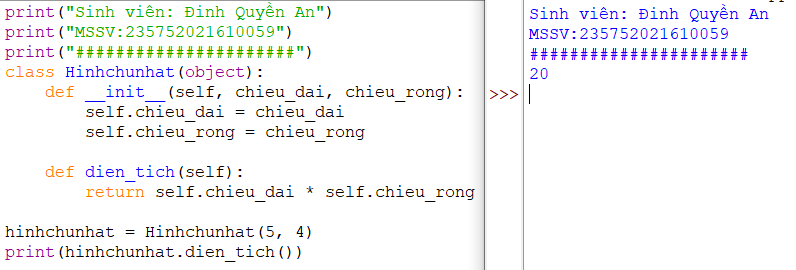 print("Sinh viên: Đinh Quyền An")
print("MSSV:235752021610059")
print("######################")
class Hinhchunhat(object):
    def __init__(self, chieu_dai, chieu_rong):
        self.chieu_dai = chieu_dai
        self.chieu_rong = chieu_rong

    def dien_tich(self):
        return self.chieu_dai * self.chieu_rong

hinhchunhat = Hinhchunhat(5, 4)
print(hinhchunhat.dien_tich())
Sinh viên: Đinh Quyền An
MSSV:235752021610059
######################
20
>>>